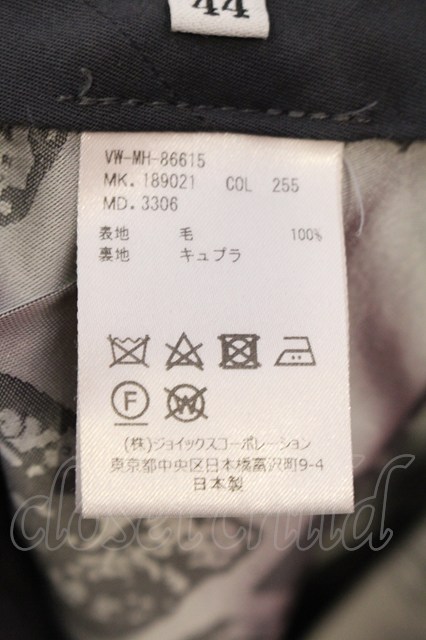 44
VW-MH-86615
MK. 189021 COL 255
MD. 3306
表地 毛 100%
裏地 キュプラ
F
W
(株)ジョイックスコーポレーション
東京都中央区日本橋富沢町9-4
日本製
closet child